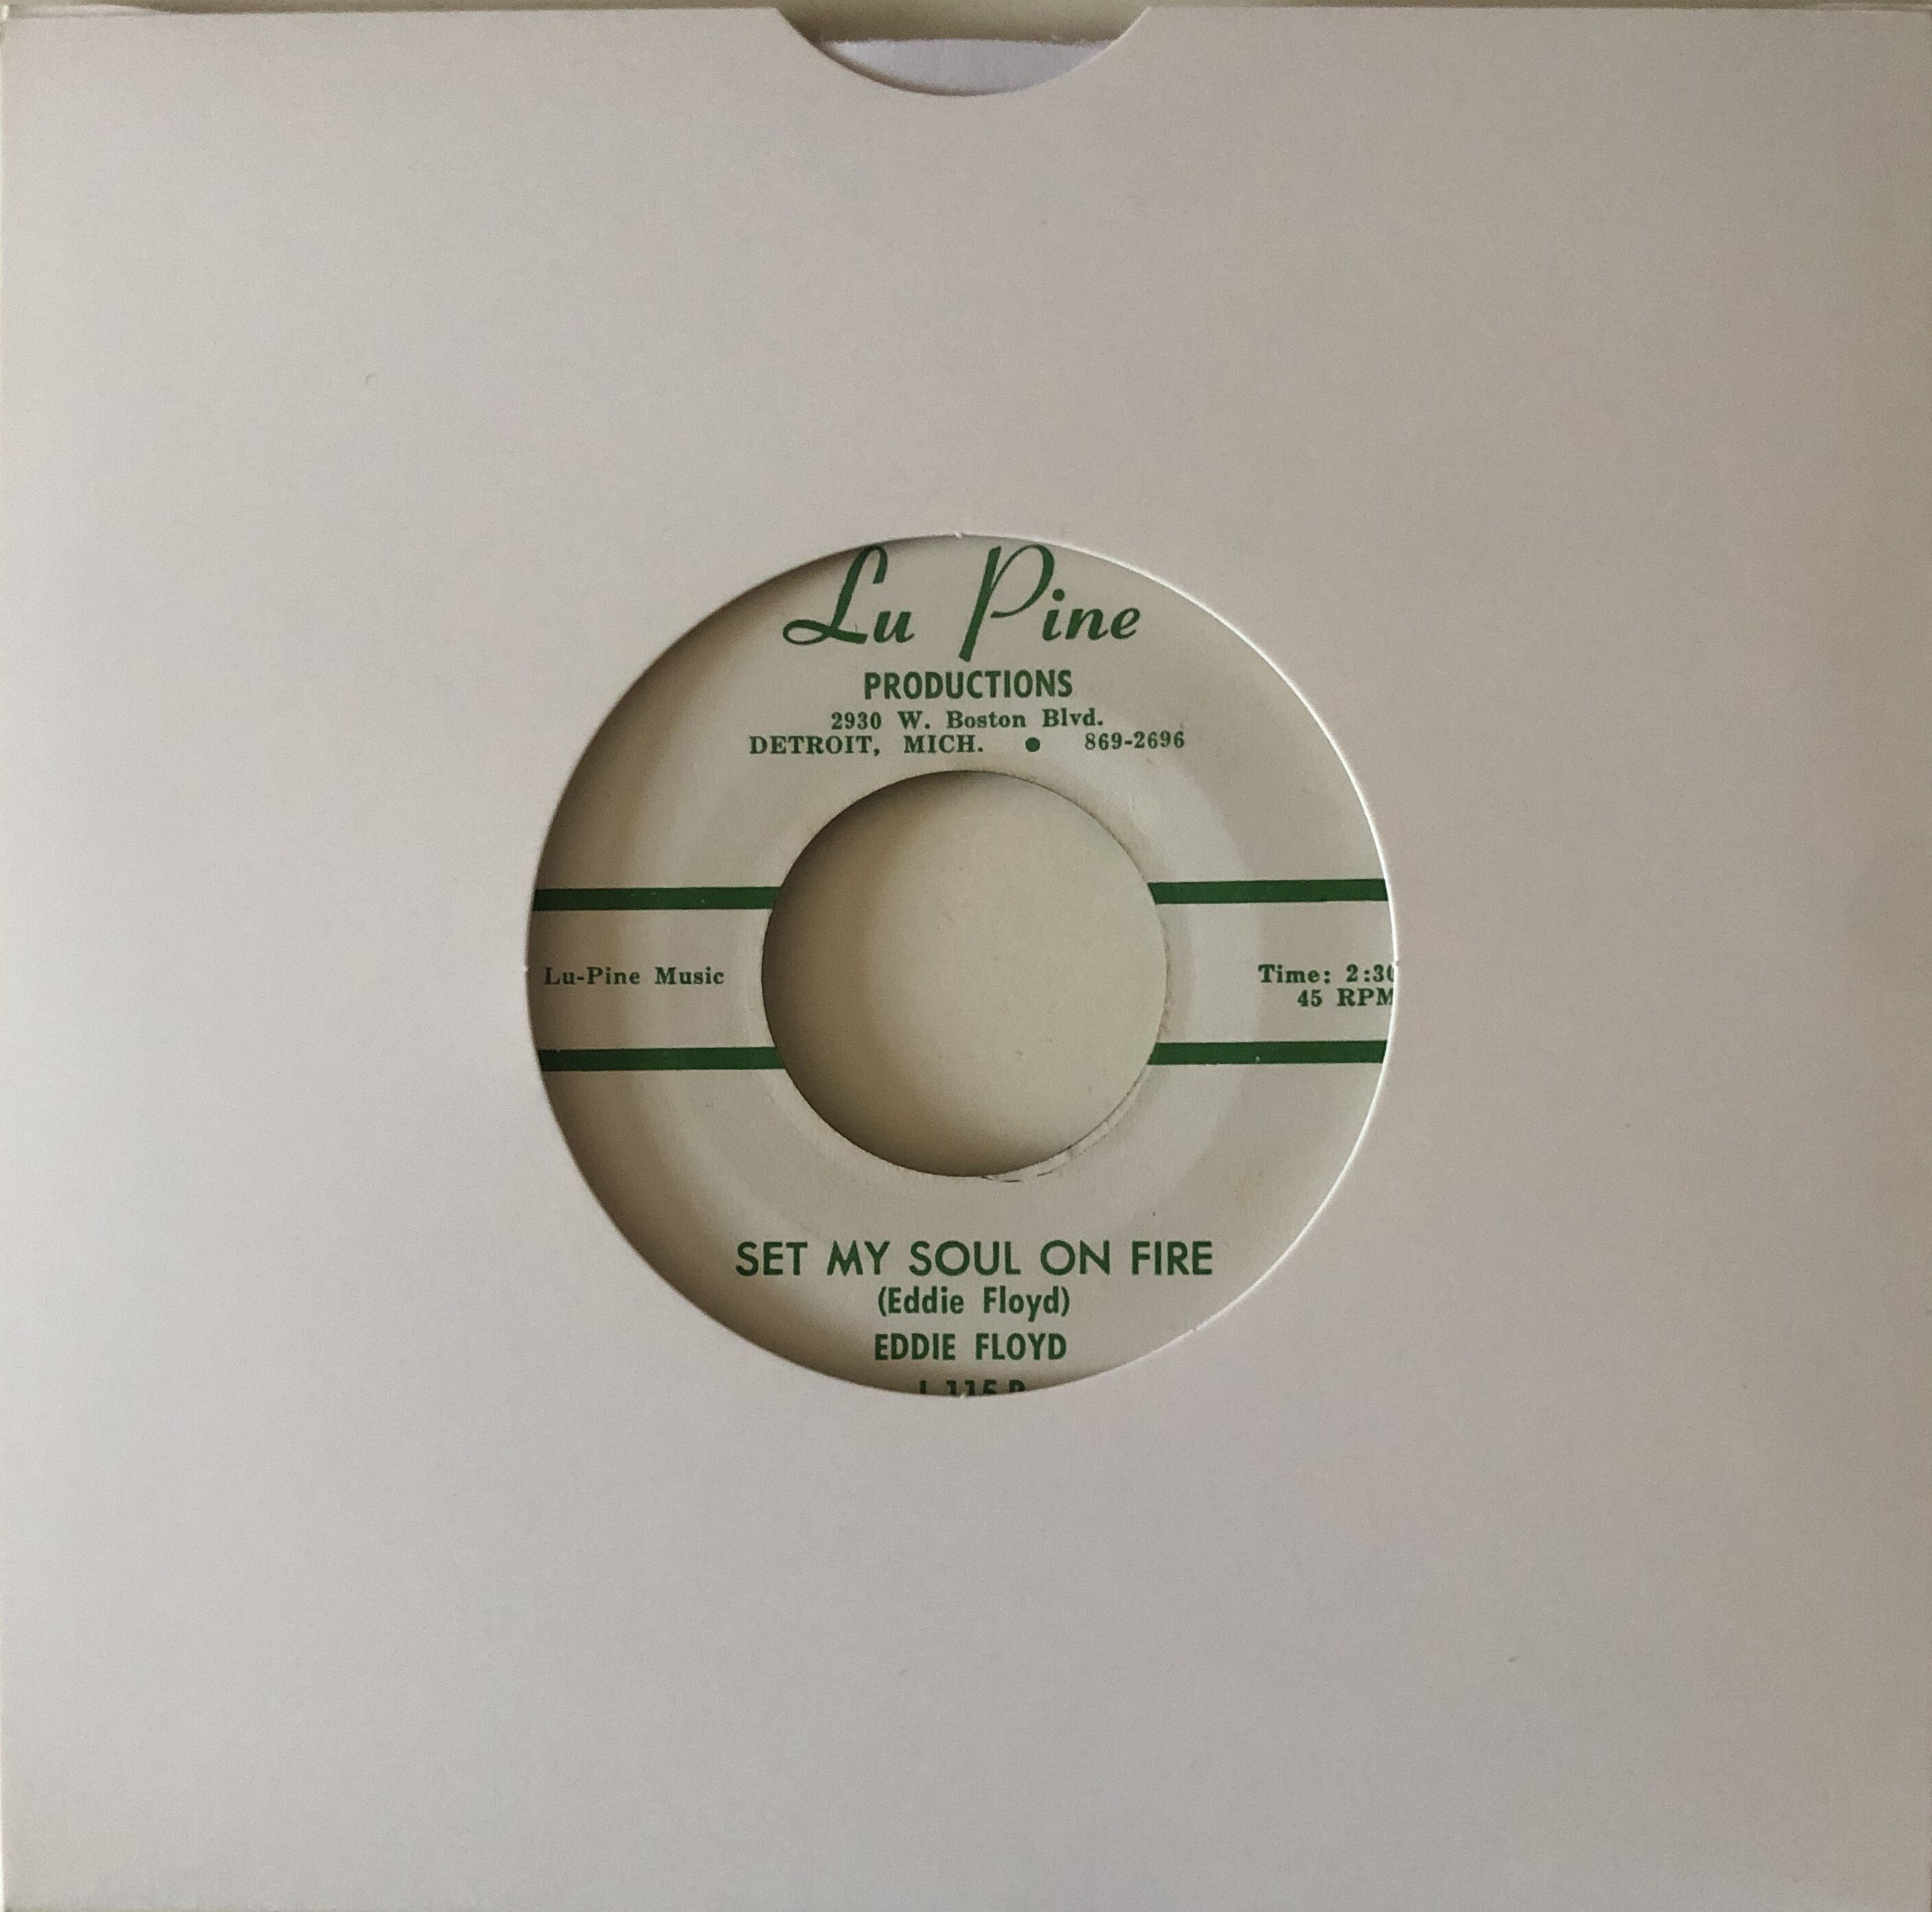 Lu Pine
PRODUCTIONS
2930 W. Boston Blvd.
DETROIT, MICH. • 869-2696
Lu-Pine Music
Time: 2:30
45 RPM
SET MY SOUL ON FIRE
(Eddie Floyd)
EDDIE FLOYD